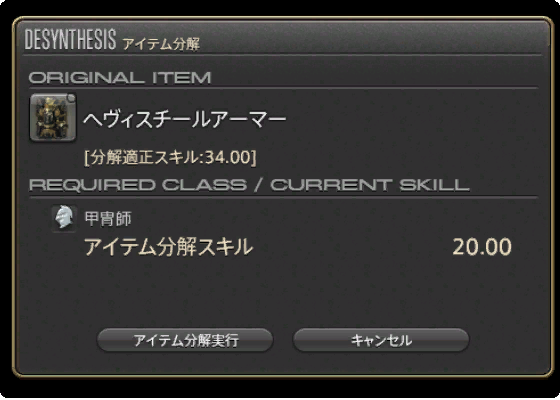 DESYNTHESIS アイテム分解
ORIGINAL ITEM
ヘヴィスチールアーマー
[分解適正スキル:34.00]
REQUIRED CLASS / CURRENT SKILL
甲冑師
アイテム分解スキル 20.00
アイテム分解実行 キャンセル